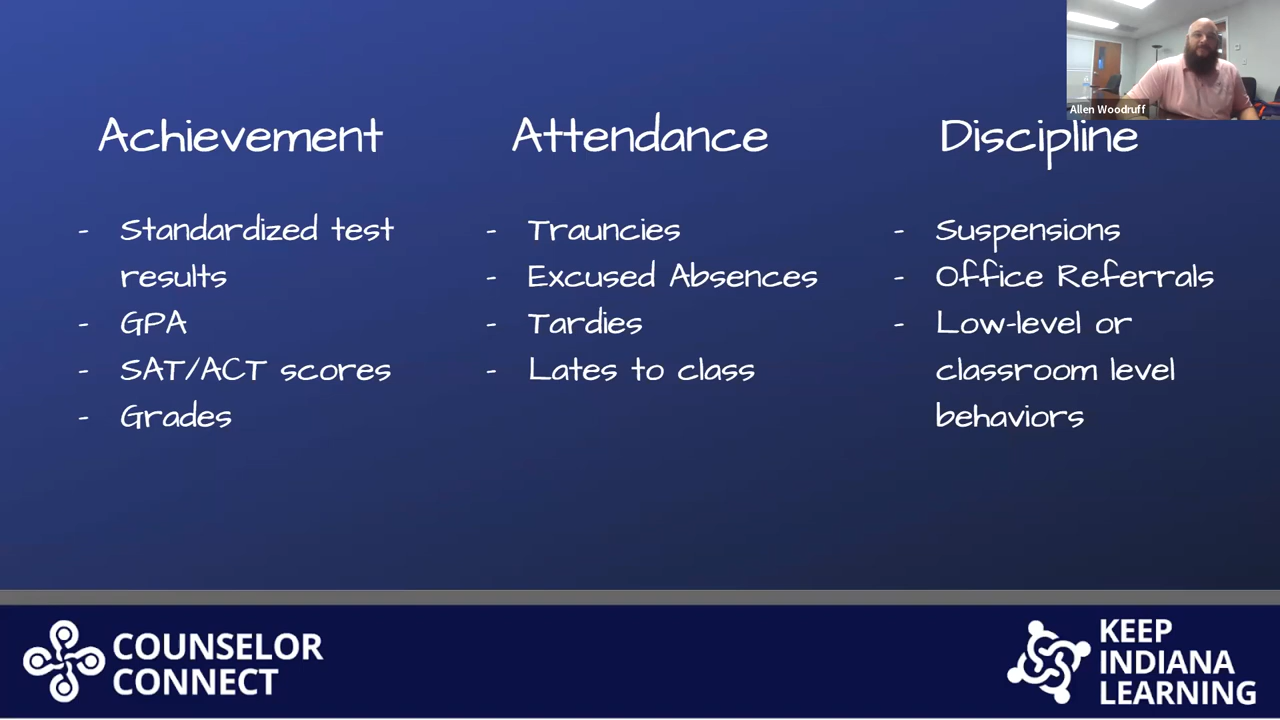 Allen Woodruff
Achievement
- Standardized test
results
- GPA
- SAT/ACT scores
- Grades
Attendance
- Trauncies
- Excused Absences
- Tardies
- Lates to class
Discipline
- Suspensions
- Office Referrals
- Low-level or
classroom level
behaviors
COUNSELOR
CONNECT
KEEP
INDIANA
LEARNING